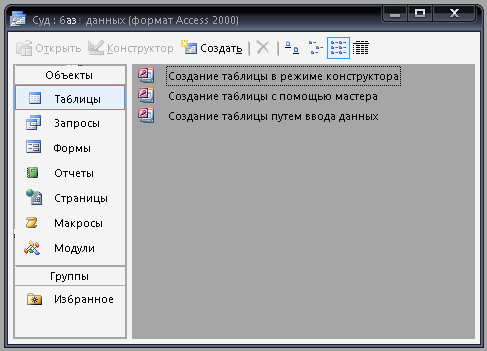 Суд : баз : данных (формат Access 2000)
Открыть Конструктор Создать
Объекты
Таблицы
Запросы
Формы
Отчеты
Страницы
Макросы
Модули
Группы
Избранное
Создание таблицы в режиме конструктора
Создание таблицы с помощью мастера
Создание таблицы путем ввода данных